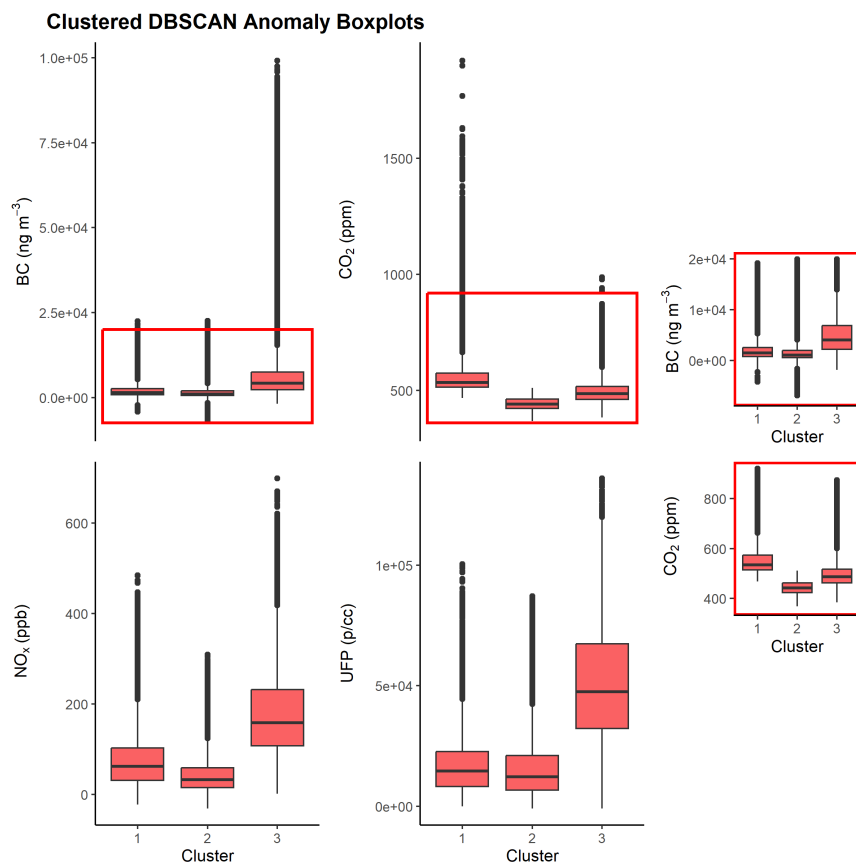 Clustered DBSCAN Anomaly Boxplots
BC (ng m⁻³)
1.0e+05
7.5e+04
5.0e+04
2.5e+04
0.0e+00
CO₂ (ppm)
1500
1000
500
BC (ng m⁻³)
2e+04
1e+04
0e+00
1 2 3
Cluster
NOₓ (ppb)
600
400
200
0
1 2 3
Cluster
UFP (p/cc)
1e+05
5e+04
0e+00
1 2 3
Cluster
CO₂ (ppm)
800
600
400
1 2 3
Cluster